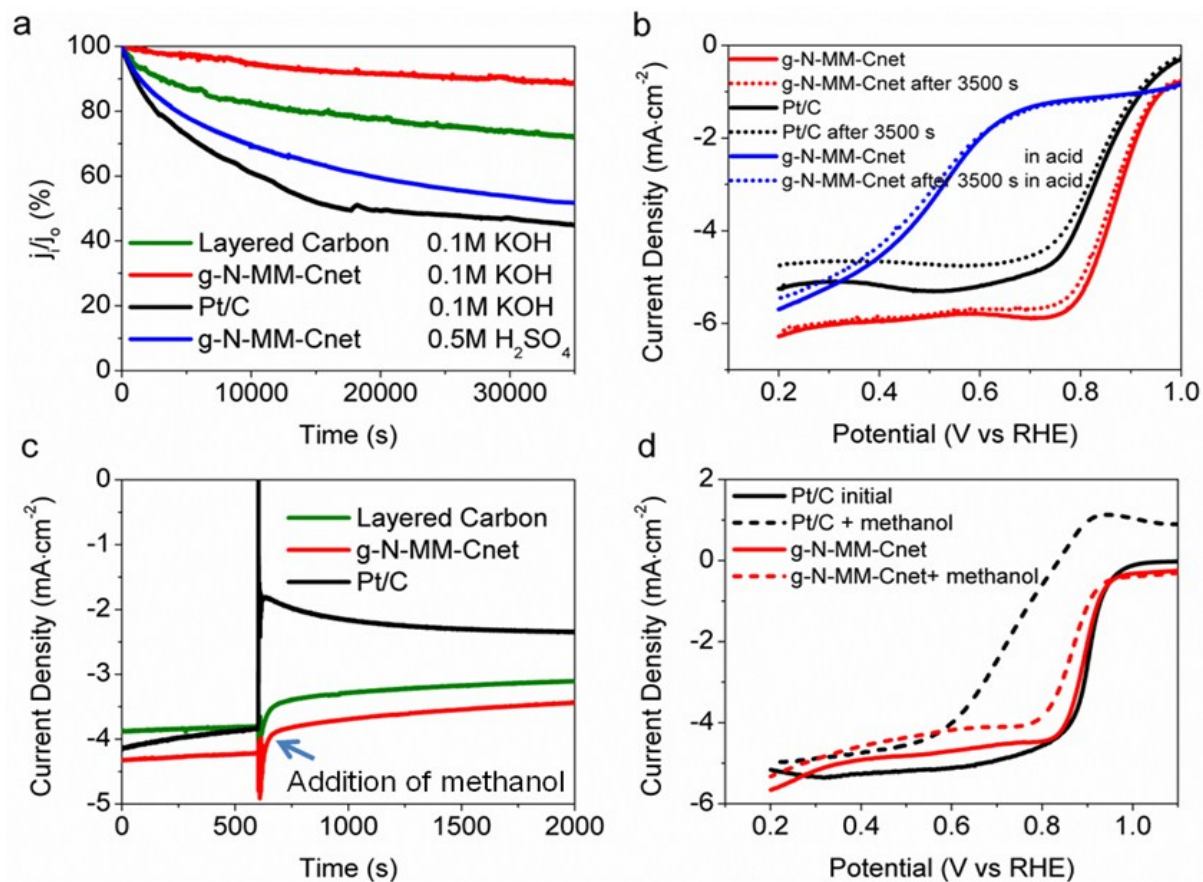 a
100
80
60
40
20
0
jᵢ/jₒ (%)
Layered Carbon 0.1M KOH
g-N-MM-Cnet 0.1M KOH
Pt/C 0.1M KOH
g-N-MM-Cnet 0.5M H₂SO₄
0 10000 20000 30000
Time (s)
b
0
-2
-4
-6
Current Density (mA·cm⁻²)
g-N-MM-Cnet
g-N-MM-Cnet after 3500 s
Pt/C
Pt/C after 3500 s
g-N-MM-Cnet in acid
g-N-MM-Cnet after 3500 s in acid
0.2 0.4 0.6 0.8 1.0
Potential (V vs RHE)
c
0
-1
-2
-3
-4
-5
Current Density (mA·cm⁻²)
Layered Carbon
g-N-MM-Cnet
Pt/C
Addition of methanol
0 500 1000 1500 2000
Time (s)
d
2
0
-2
-4
-6
Current Density (mA·cm⁻²)
Pt/C initial
Pt/C + methanol
g-N-MM-Cnet
g-N-MM-Cnet+ methanol
0.2 0.4 0.6 0.8 1.0
Potential (V vs RHE)